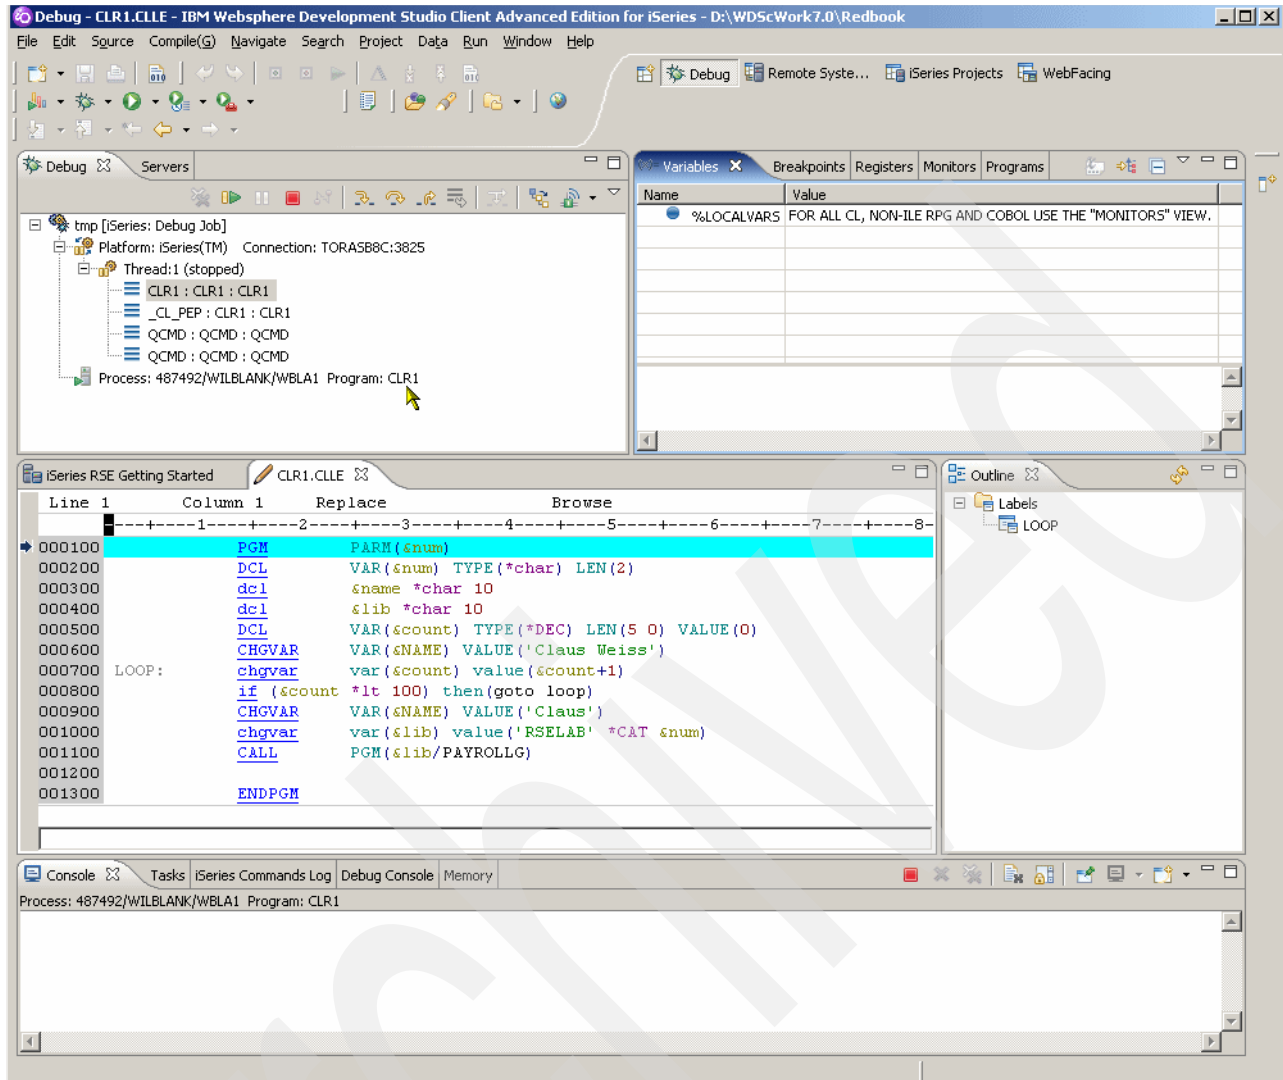 Debug - CLR1.CLLE - IBM Websphere Development Studio Client Advanced Edition for iSeries - D:\WDScWork7.0\Redbook
File Edit Source Compile(G) Navigate Search Project Data Run Window Help
Debug Remote Syste... iSeries Projects WebFacing
Debug Servers
Variables Breakpoints Registers Monitors Programs
Name Value
%LOCALVARS FOR ALL CL, NON-ILE RPG AND COBOL USE THE "MONITORS" VIEW.
tmp [iSeries: Debug Job]
Platform: iSeries(TM) Connection: TORASB8C:3825
Thread:1 (stopped)
CLR1 : CLR1 : CLR1
_CL_PEP : CLR1 : CLR1
QCMD : QCMD : QCMD
QCMD : QCMD : QCMD
Process: 487492/WILBLANK/WBLA1 Program: CLR1
iSeries RSE Getting Started CLR1.CLLE
Outline
Labels
LOOP
Line 1 Column 1 Replace Browse
----+----1----+----2----+----3----+----4----+----5----+----6----+----7----+----8-
000100 PGM PARM(&num)
000200 DCL VAR(&num) TYPE(*char) LEN(2)
000300 dcl &name *char 10
000400 dcl &lib *char 10
000500 DCL VAR(&count) TYPE(*DEC) LEN(5 0) VALUE(0)
000600 CHGVAR VAR(&NAME) VALUE('Claus Weiss')
000700 LOOP: chgvar var(&count) value(&count+1)
000800 if (&count *lt 100) then(goto loop)
000900 CHGVAR VAR(&NAME) VALUE('Claus')
001000 chgvar var(&lib) value('RSELAB' *CAT &num)
001100 CALL PGM(&lib/PAYROLLG)
001200
001300 ENDPGM
Console Tasks iSeries Commands Log Debug Console Memory
Process: 487492/WILBLANK/WBLA1 Program: CLR1